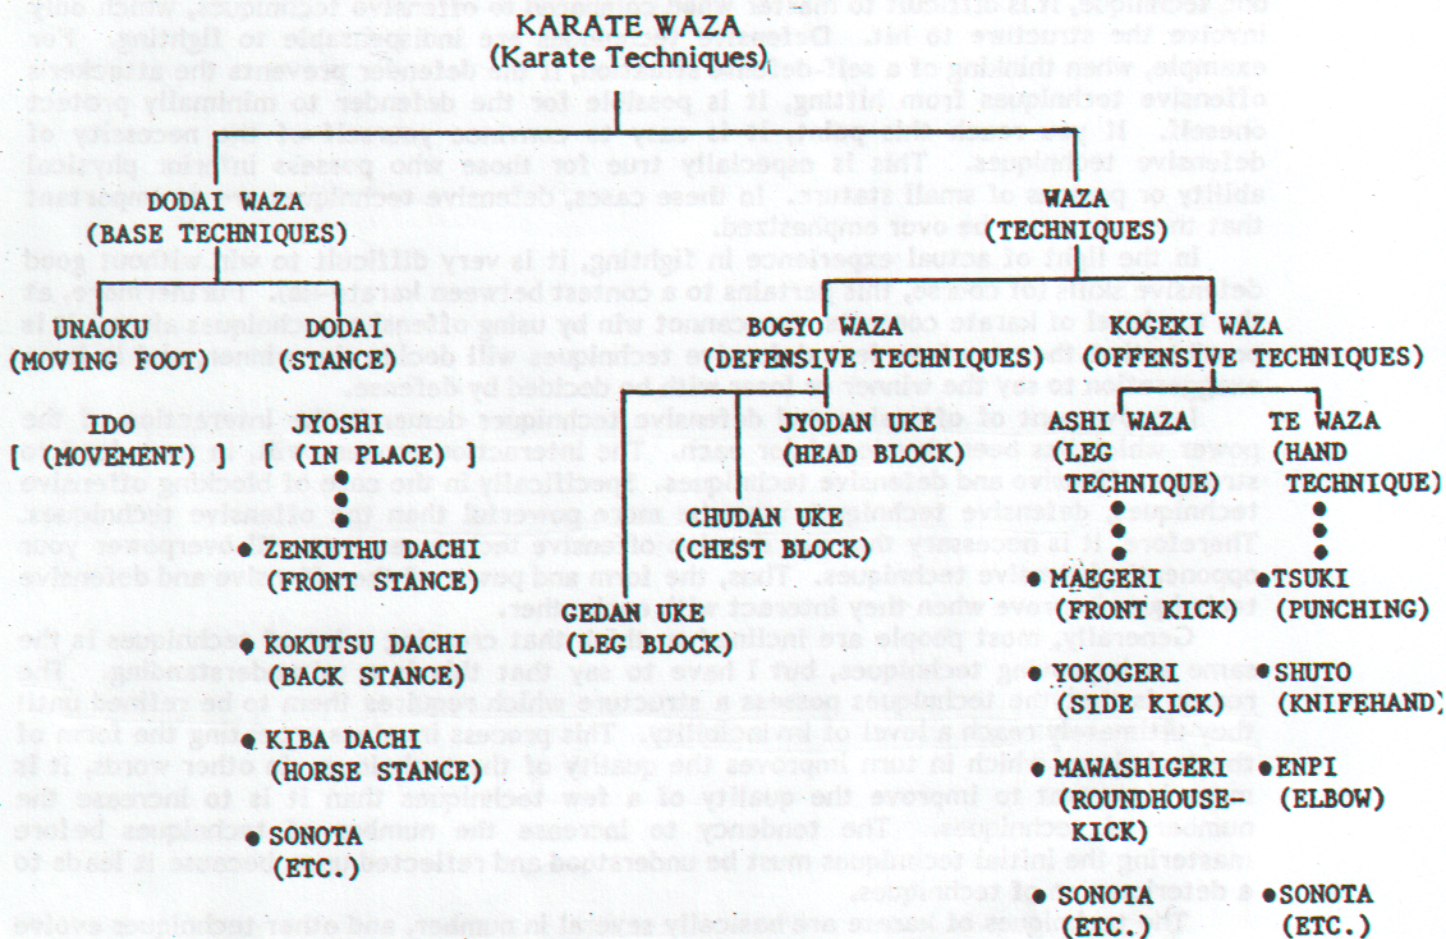 KARATE WAZA
(Karate Techniques)
DODAI WAZA
(BASE TECHNIQUES)
WAZA
(TECHNIQUES)
UNAOKU
(MOVING FOOT)
DODAI
(STANCE)
BOGYO WAZA
(DEFENSIVE TECHNIQUES)
KOGEKI WAZA
(OFFENSIVE TECHNIQUES)
IDO
[ (MOVEMENT) ]
JYOSHI
[ (IN PLACE) ]
● ZENKUTHU DACHI
(FRONT STANCE)
● KOKUTSU DACHI
(BACK STANCE)
● KIBA DACHI
(HORSE STANCE)
● SONOTA
(ETC.)
JYODAN UKE
(HEAD BLOCK)
CHUDAN UKE
(CHEST BLOCK)
GEDAN UKE
(LEG BLOCK)
ASHI WAZA
(LEG
TECHNIQUE)
● MAEGERI
(FRONT KICK)
● YOKOGERI
(SIDE KICK)
● MAWASHIGERI
(ROUNDHOUSE-
KICK)
● SONOTA
(ETC.)
TE WAZA
(HAND
TECHNIQUE)
● TSUKI
(PUNCHING)
● SHUTO
(KNIFEHAND)
● ENPI
(ELBOW)
● SONOTA
(ETC.)